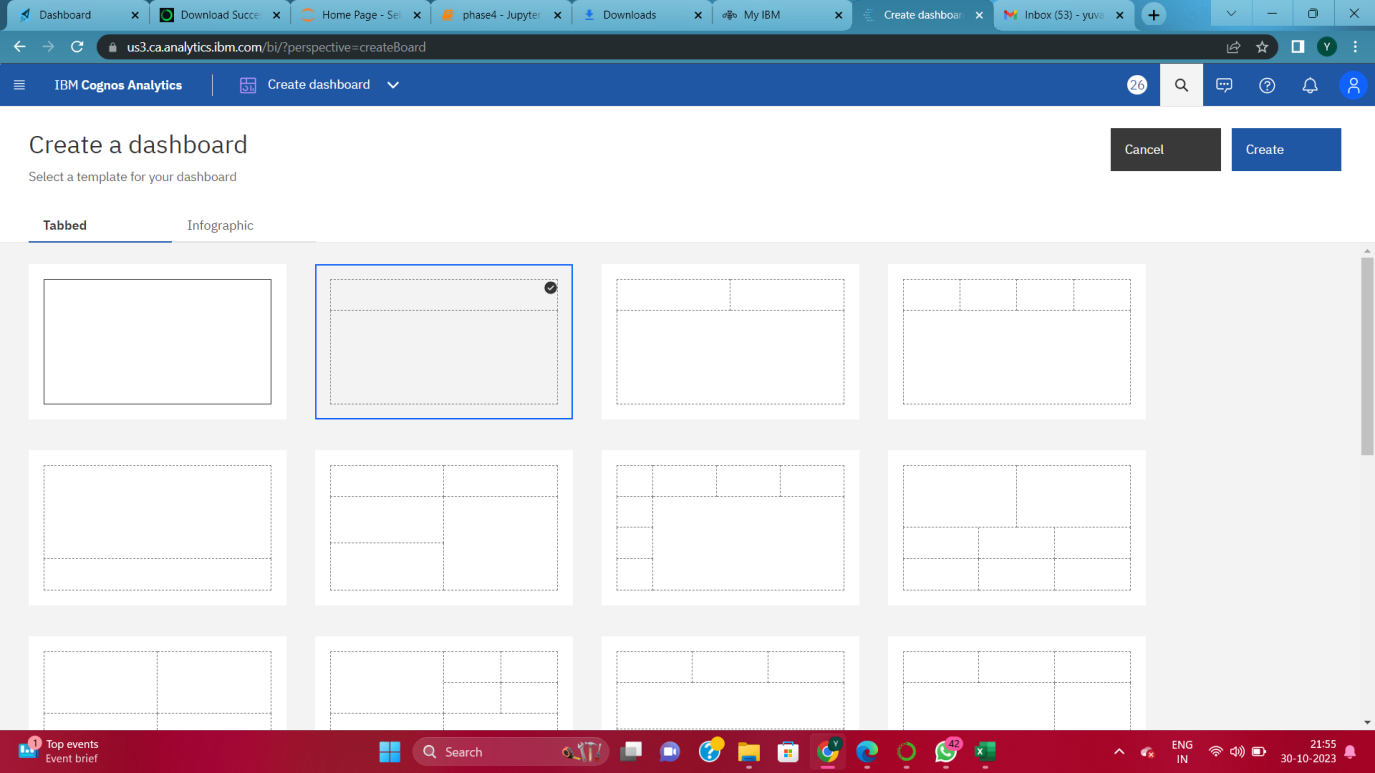 Dashboard
Download Succe
Home Page - Sel
phase4 - Jupyter
Downloads
My IBM
Create dashboar
Inbox (53) - yuva
us3.ca.analytics.ibm.com/bi/?perspective=createBoard
Y
IBM Cognos Analytics
Create dashboard
26
Create a dashboard
Cancel
Create
Select a template for your dashboard
Tabbed
Infographic
1
Top events
Event brief
Search
Y
42
ENG
IN
21:55
30-10-2023